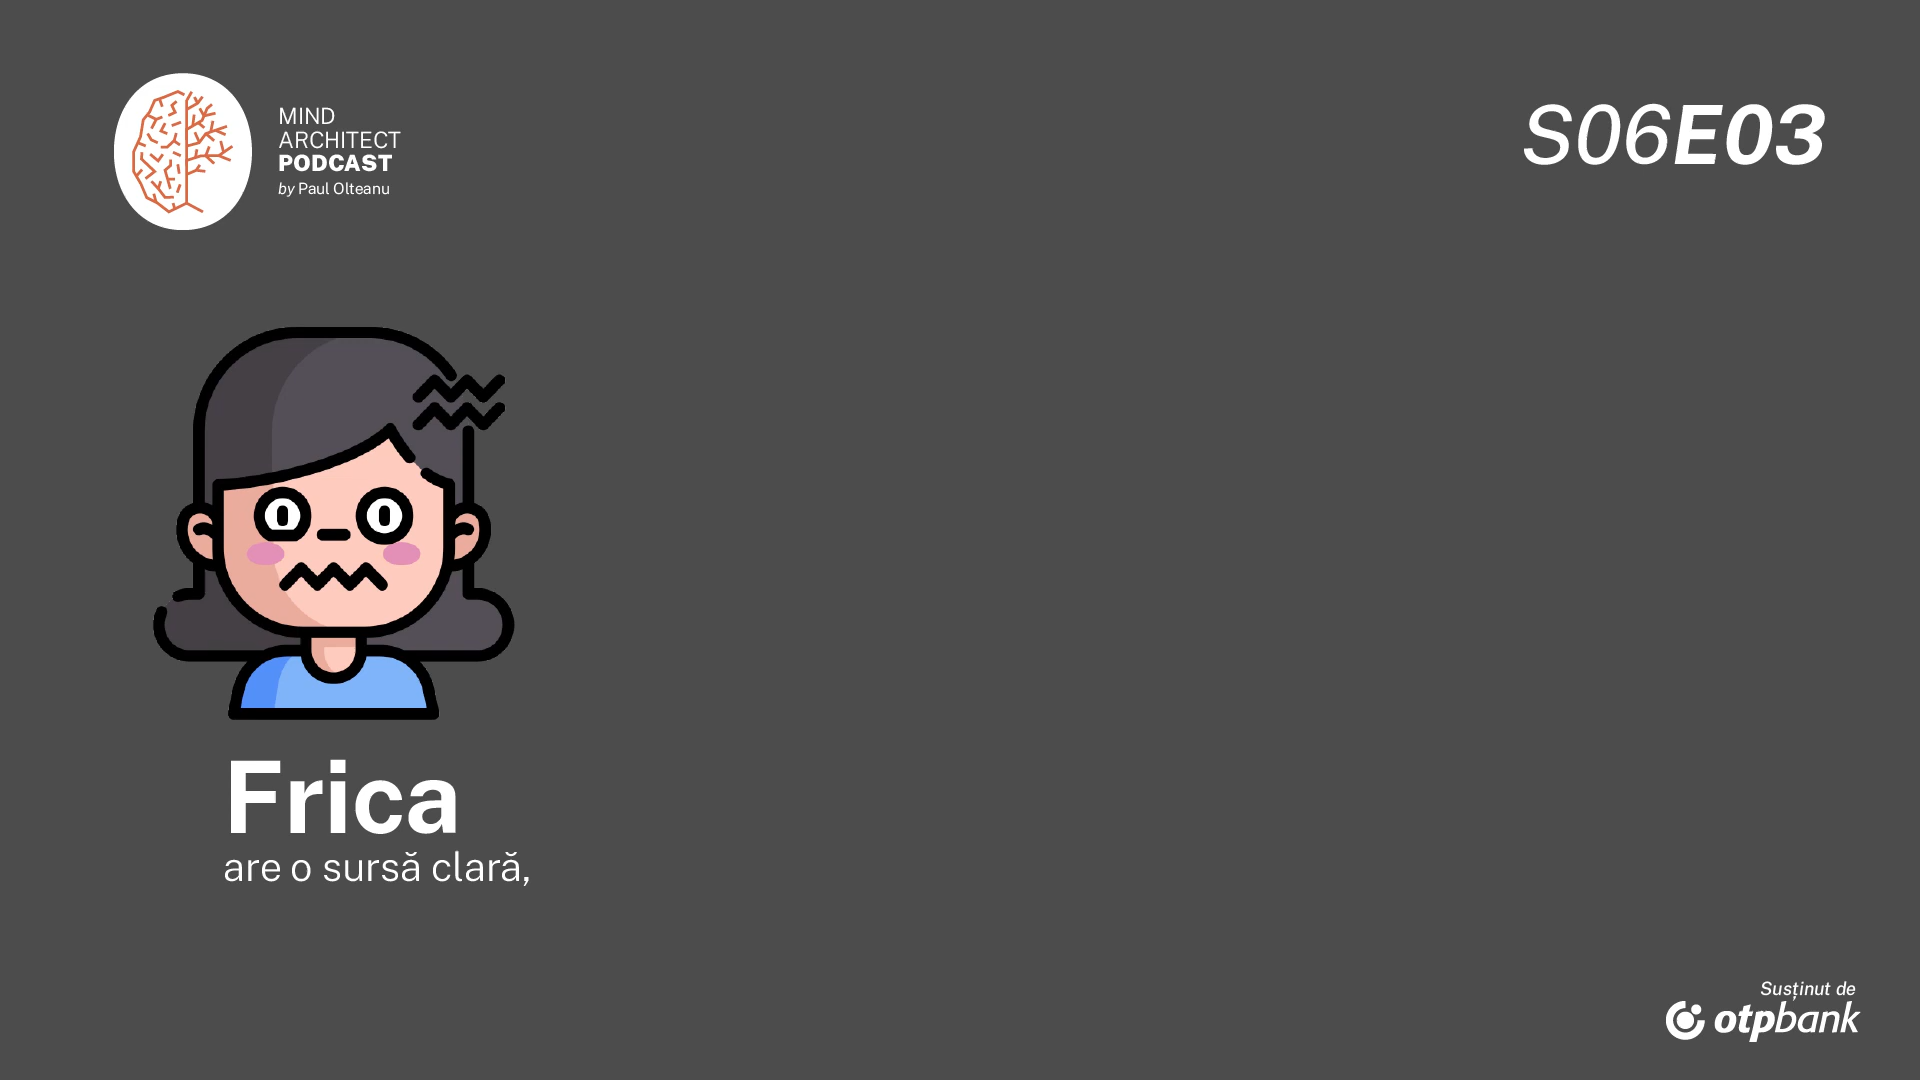 MIND
ARCHITECT
PODCAST
by Paul Olteanu
S06E03
Frica
are o sursă clară,
Susținut de
otpbank